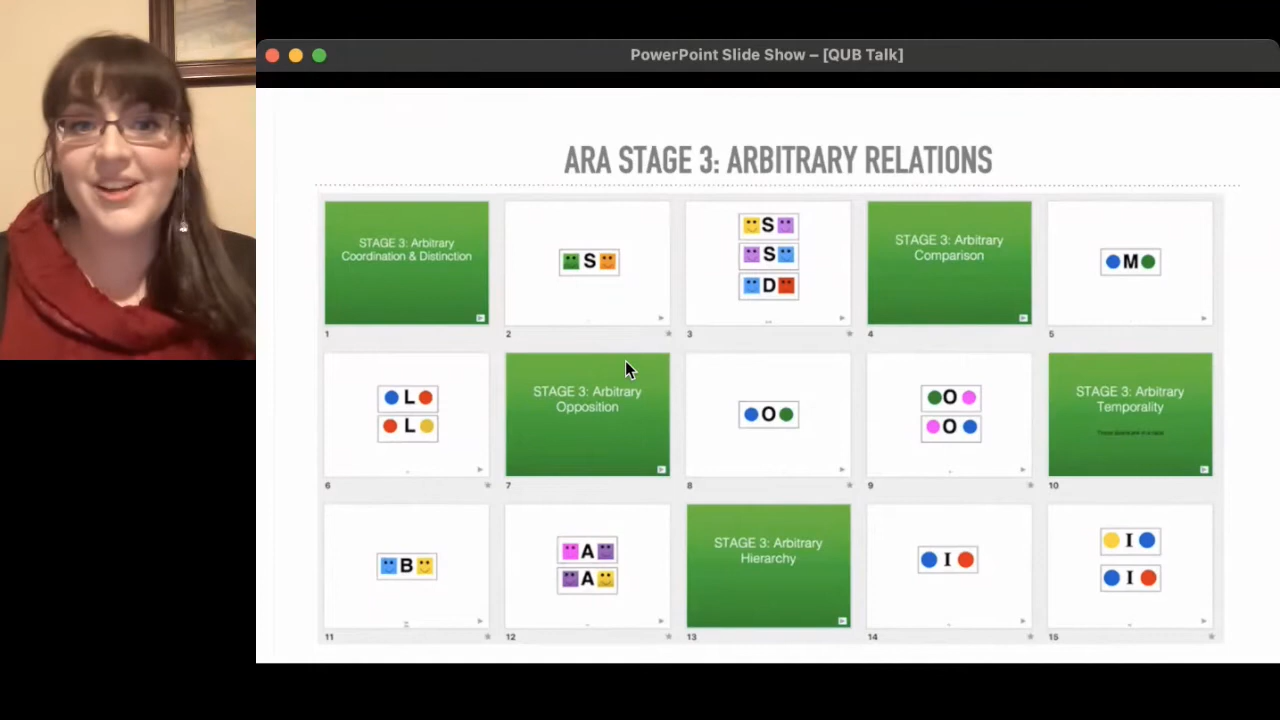 PowerPoint Slide Show – [QUB Talk]
ARA STAGE 3: ARBITRARY RELATIONS
STAGE 3: Arbitrary
Coordination & Distinction
1
S
2
S
S
D
3
STAGE 3: Arbitrary
Comparison
4
M
5
L
L
6
STAGE 3: Arbitrary
Opposition
7
O
8
O
O
9
STAGE 3: Arbitrary
Temporality
10
B
11
A
A
12
STAGE 3: Arbitrary
Hierarchy
13
I
14
I
I
15